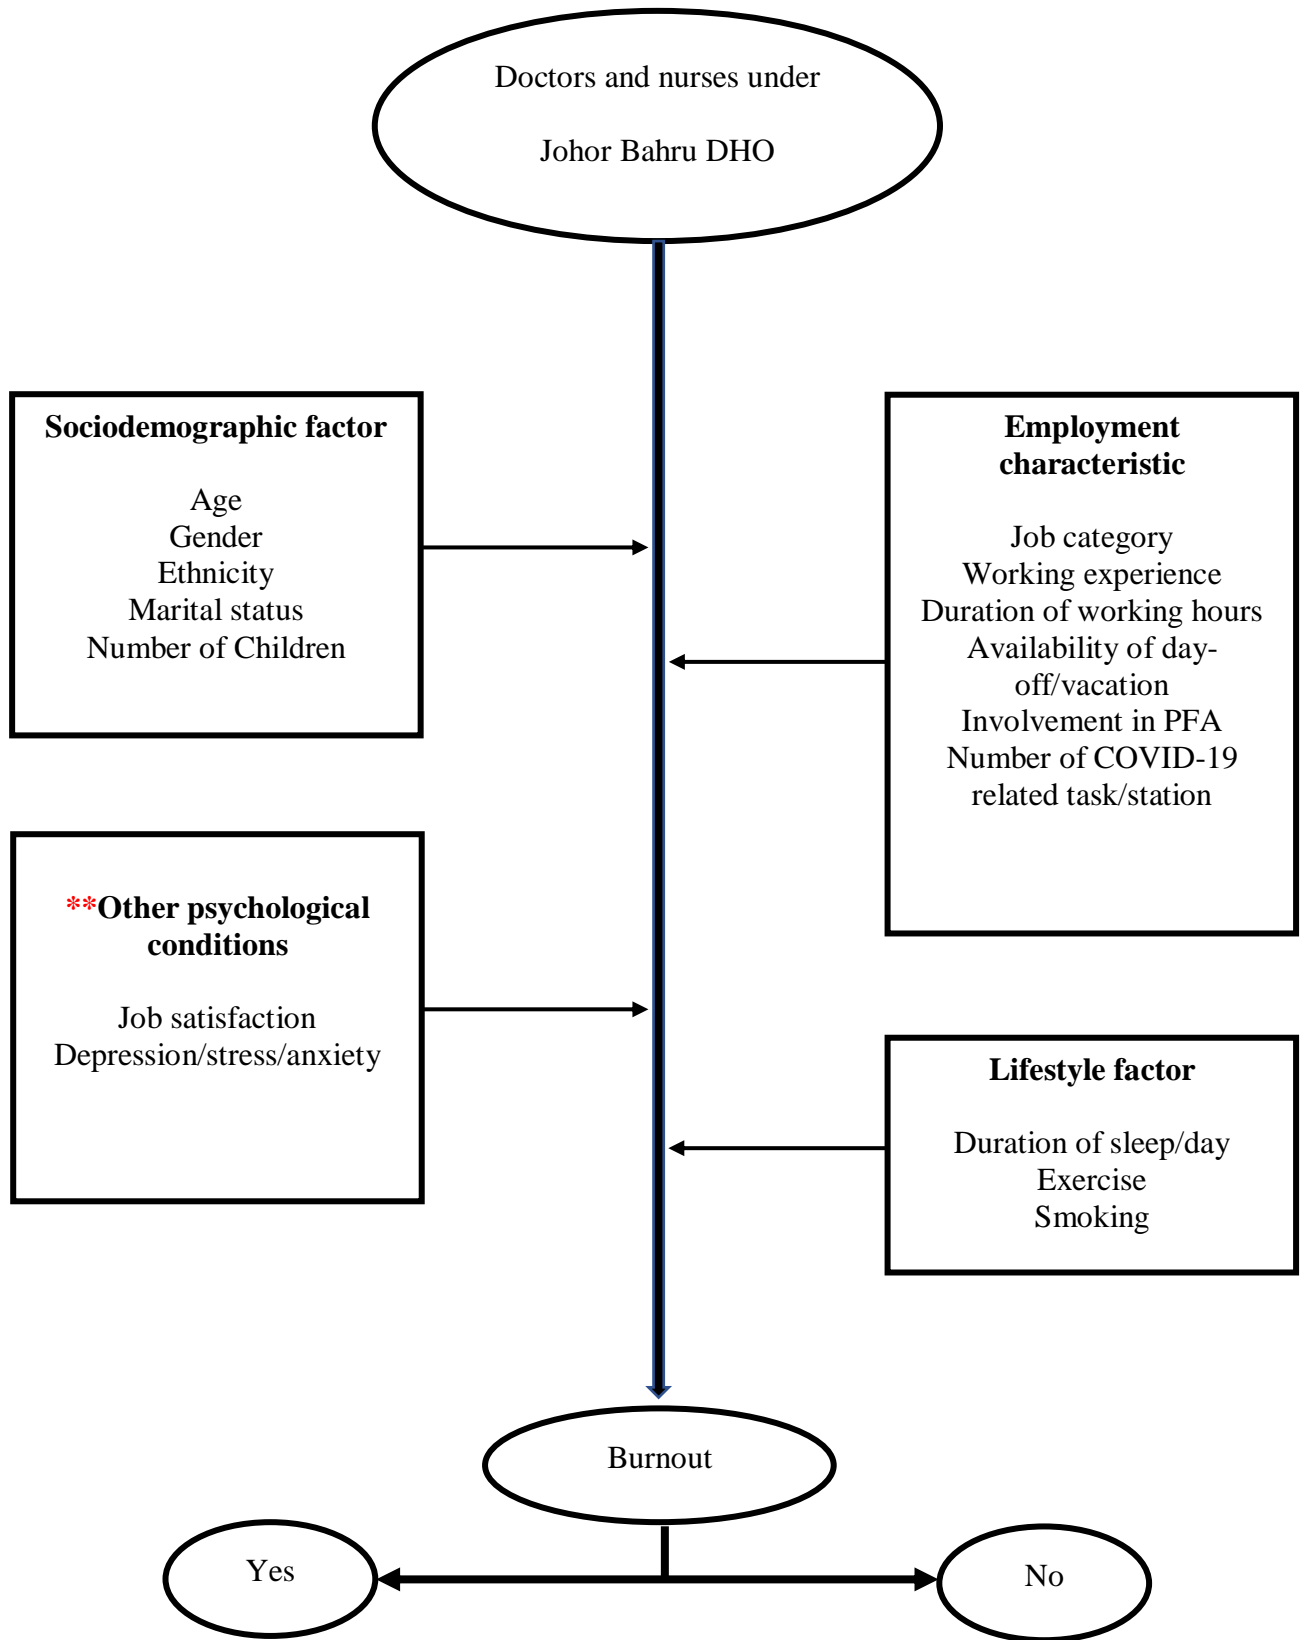 Doctors and nurses under
Johor Bahru DHO
Sociodemographic factor
Age
Gender
Ethnicity
Marital status
Number of Children
Employment
characteristic
Job category
Working experience
Duration of working hours
Availability of day-
off/vacation
Involvement in PFA
Number of COVID-19
related task/station
**Other psychological
conditions
Job satisfaction
Depression/stress/anxiety
Lifestyle factor
Duration of sleep/day
Exercise
Smoking
Burnout
Yes
No